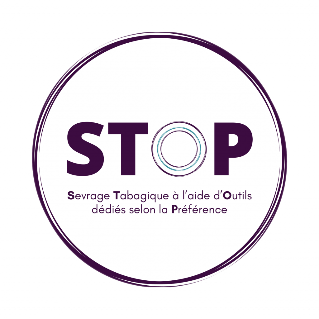 STOP
Sevrage Tabagique à l'aide d'Outils
dédiés selon la Préférence